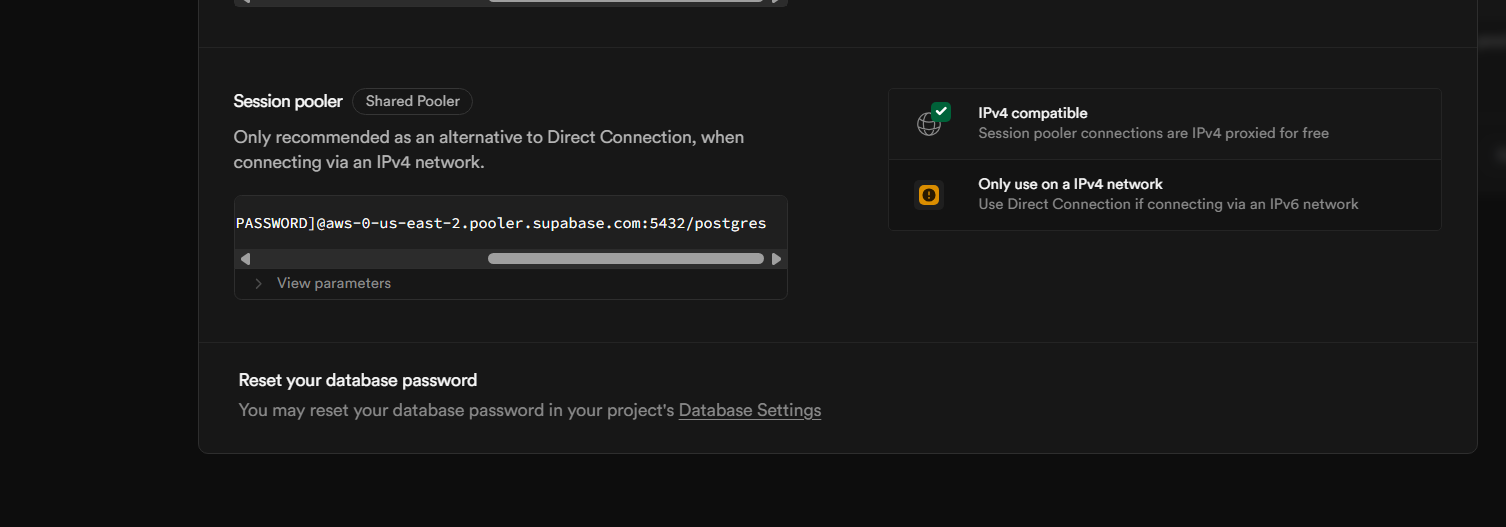 Session pooler
Shared Pooler
Only recommended as an alternative to Direct Connection, when
connecting via an IPv4 network.
PASSWORD]@aws-0-us-east-2.pooler.supabase.com:5432/postgres
View parameters
IPv4 compatible
Session pooler connections are IPv4 proxied for free
Only use on a IPv4 network
Use Direct Connection if connecting via an IPv6 network
Reset your database password
You may reset your database password in your project's Database Settings